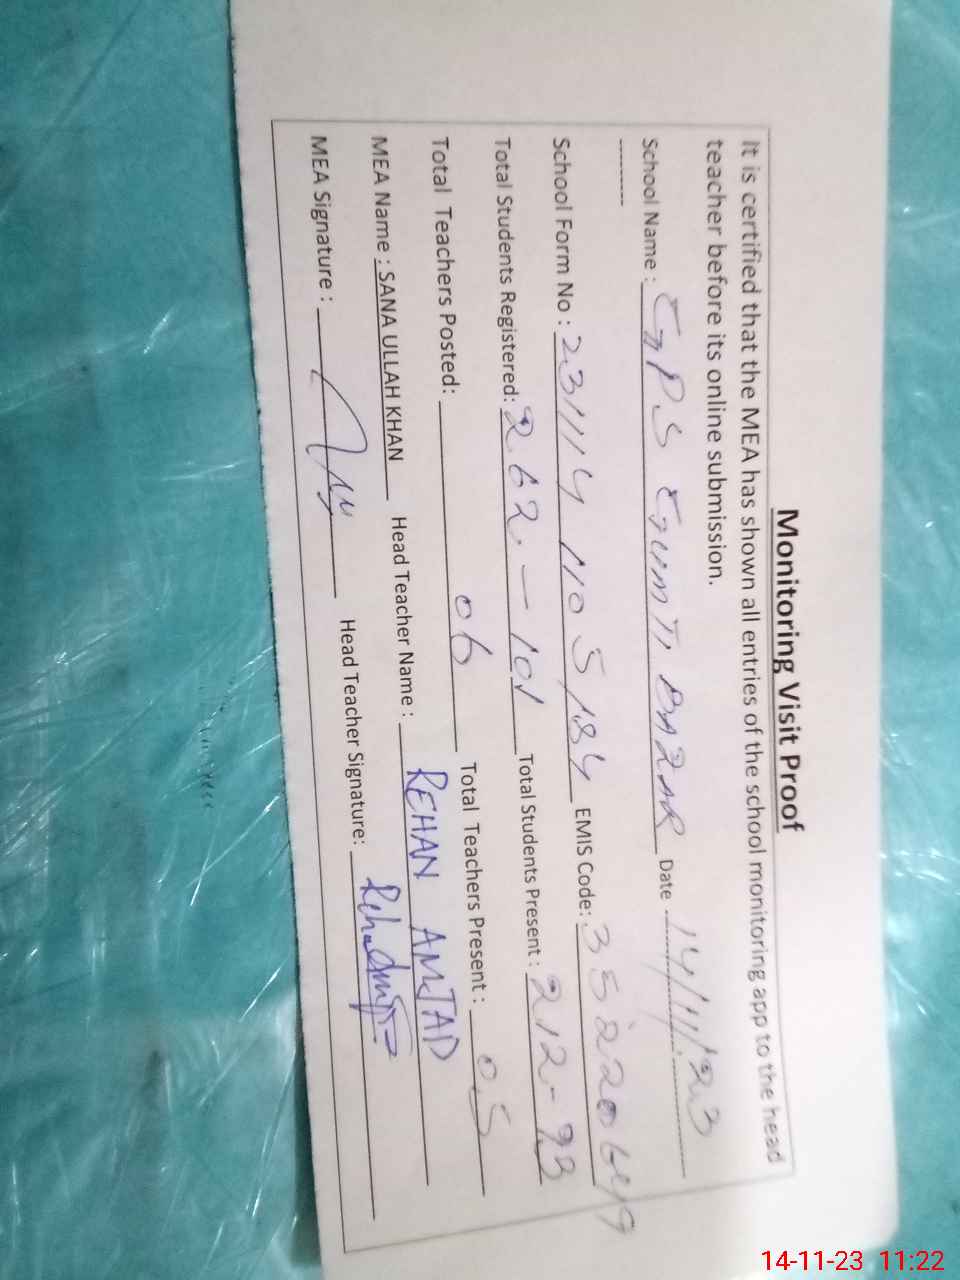 Monitoring Visit Proof
It is certified that the MEA has shown all entries of the school monitoring app to the head
teacher before its online submission.
School Name : GPS GUMTI BAZAR Date 14/11/23
School Form No : 231114 1105184 EMIS Code: 35220649
Total Students Registered: 262 - 101 Total Students Present : 212 - 93
Total Teachers Posted: 06 Total Teachers Present : 05
MEA Name : SANA ULLAH KHAN Head Teacher Name : REHAN AMJAD
MEA Signature : Head Teacher Signature:
14-11-23 11:22